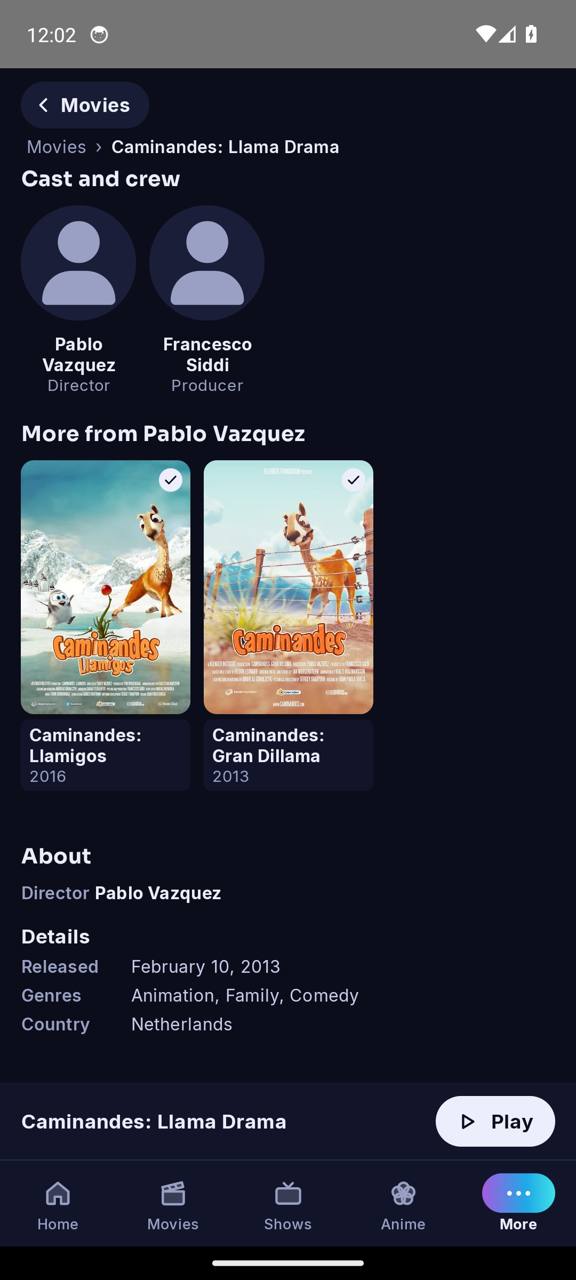 12:02
Movies
Movies › Caminandes: Llama Drama
Cast and crew
Pablo
Vazquez
Director
Francesco
Siddi
Producer
More from Pablo Vazquez
Caminandes
Llamigos
Caminandes
Caminandes:
Llamigos
2016
Caminandes:
Gran Dillama
2013
About
Director Pablo Vazquez
Details
Released February 10, 2013
Genres Animation, Family, Comedy
Country Netherlands
Caminandes: Llama Drama
Play
Home
Movies
Shows
Anime
More